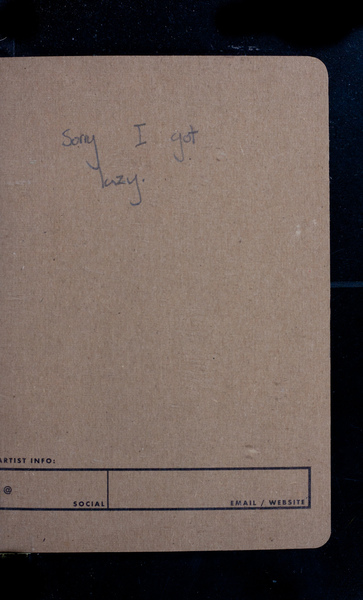 Sorry I got
lazy.
ARTIST INFO:
@
SOCIAL
EMAIL / WEBSITE